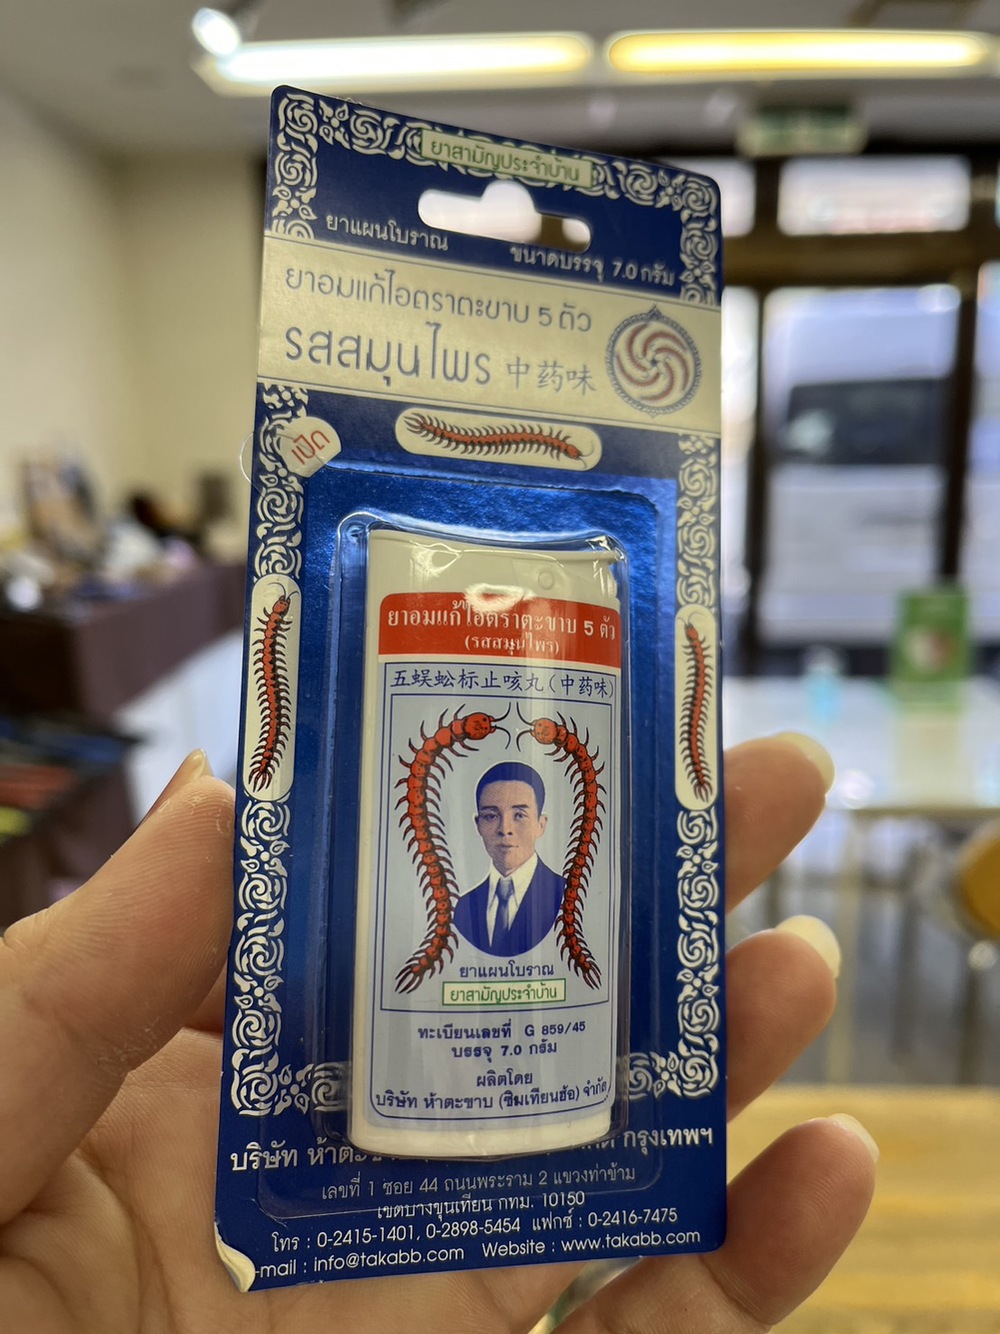 ยาสามัญประจำบ้าน
ยาแผนโบราณ ขนาดบรรจุ 7.0 กรัม
ยาอมแก้ไอตราตะขาบ 5 ตัว
รสสมุนไพร 中药味
เปิด
ยาอมแก้ไอตราตะขาบ 5 ตัว
(รสสมุนไพร)
五蜈蚣标止咳丸(中药味)
ยาแผนโบราณ
ยาสามัญประจำบ้าน
ทะเบียนเลขที่ G 859/45
บรรจุ 7.0 กรัม
ผลิตโดย
บริษัท ห้าตะขาบ (ซิมเทียนฮ้อ) จำกัด
บริษัท ห้าตะ กรุงเทพฯ
เลขที่ 1 ซอย 44 ถนนพระราม 2 แขวงท่าข้าม
เขตบางขุนเทียน กทม. 10150
โทร : 0-2415-1401, 0-2898-5454 แฟกซ์ : 0-2416-7475
-mail : info@takabb.com Website : www.takabb.com